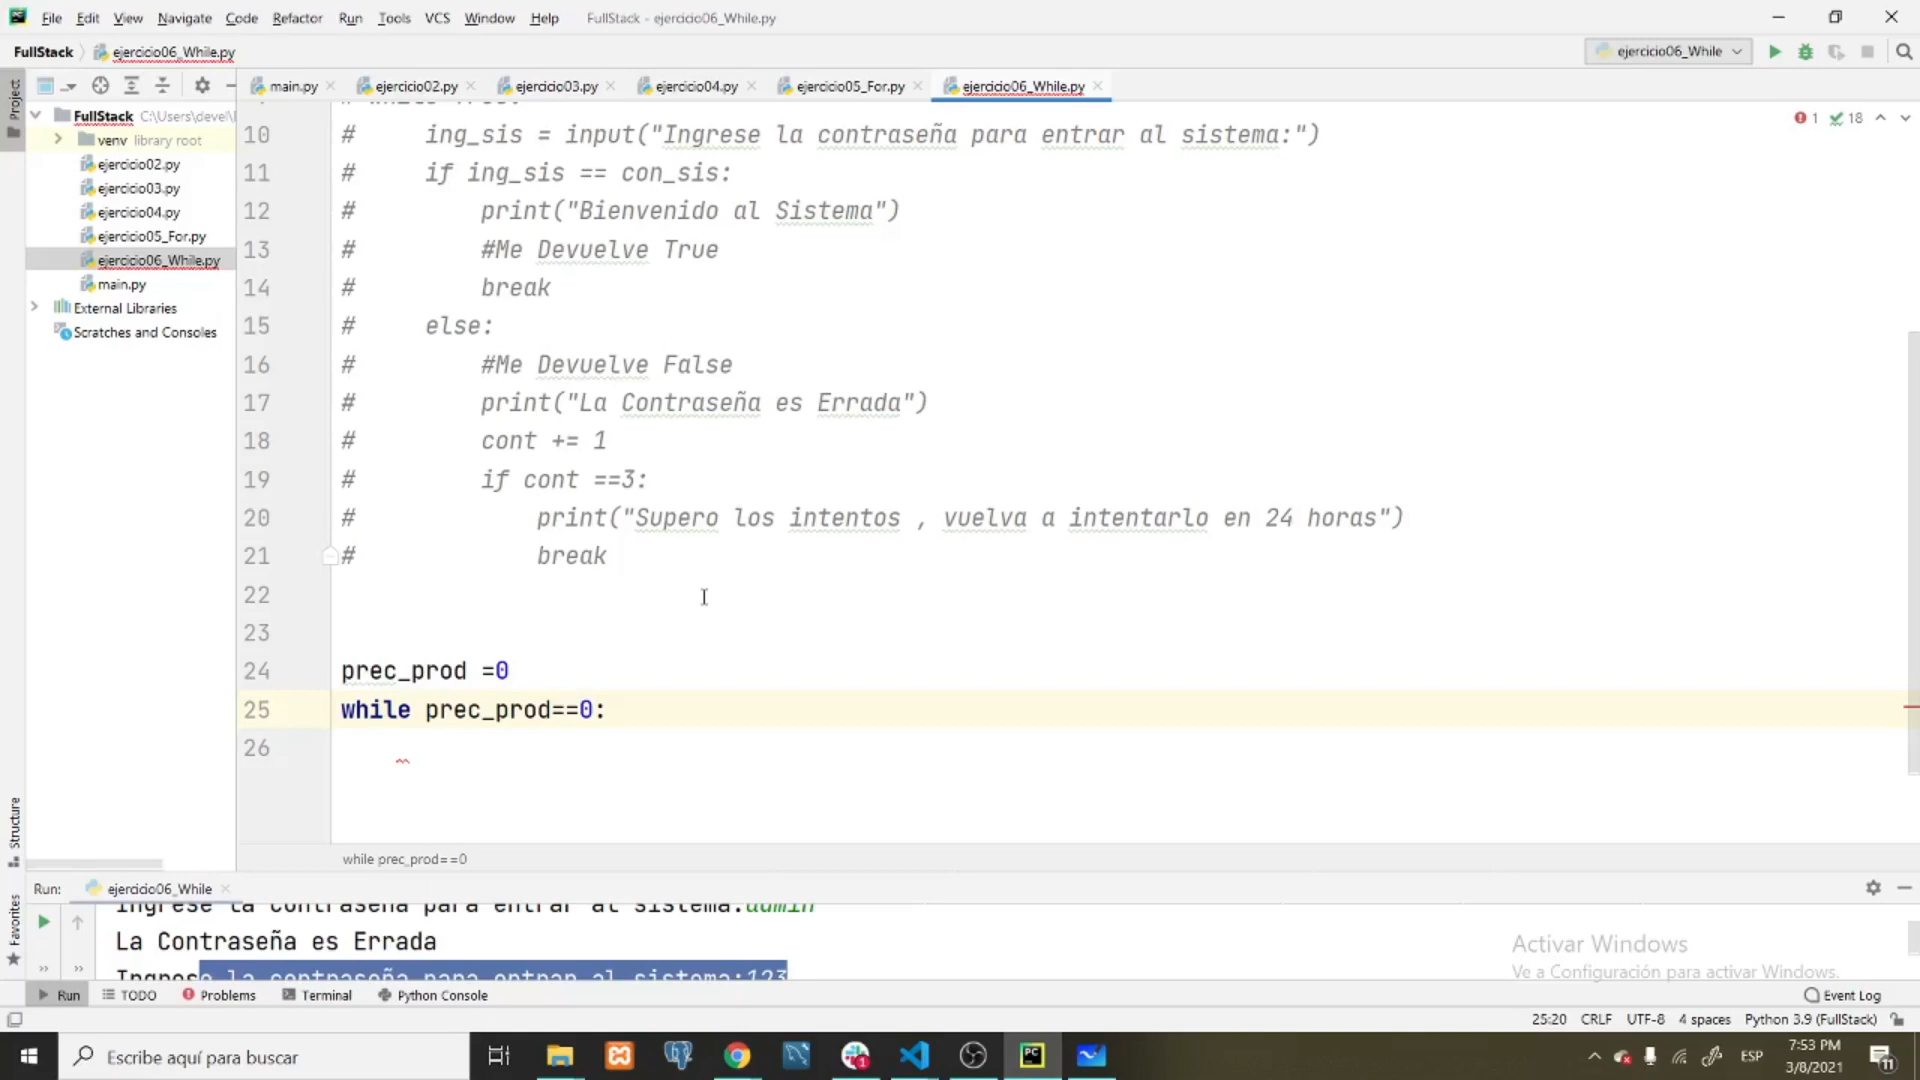 File Edit View Navigate Code Refactor Run Tools VCS Window Help FullStack - ejercicio06_While.py
FullStack ejercicio06_While.py ejercicio06_While
Project
main.py ejercicio02.py ejercicio03.py ejercicio04.py ejercicio05_For.py ejercicio06_While.py
FullStack C:\Users\devel\
venv library root
ejercicio02.py
ejercicio03.py
ejercicio04.py
ejercicio05_For.py
ejercicio06_While.py
main.py
External Libraries
Scratches and Consoles
1 18
10 # ing_sis = input("Ingrese la contraseña para entrar al sistema:")
11 # if ing_sis == con_sis:
12 # print("Bienvenido al Sistema")
13 # #Me Devuelve True
14 # break
15 # else:
16 # #Me Devuelve False
17 # print("La Contraseña es Errada")
18 # cont += 1
19 # if cont ==3:
20 # print("Supero los intentos , vuelva a intentarlo en 24 horas")
21 # break
22
23
24 prec_prod =0
25 while prec_prod==0:
26
while prec_prod==0
Structure
Favorites
Run: ejercicio06_While
Ingrese la contraseña para entrar al sistema:admin
La Contraseña es Errada
Ingrese la contraseña para entrar al sistema:123
Activar Windows
Ve a Configuración para activar Windows.
Run TODO Problems Terminal Python Console Event Log
25:20 CRLF UTF-8 4 spaces Python 3.9 (FullStack)
Escribe aquí para buscar
PC
1
ESP
7:53 PM
3/8/2021
11